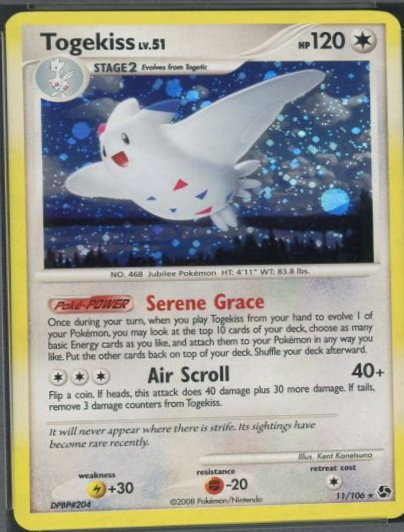 Togekiss LV.51 HP 120
STAGE 2 Evolves from Togetic
NO. 468 Jubilee Pokémon HT: 4'11" WT: 83.8 lbs.
Poké-POWER Serene Grace
Once during your turn, when you play Togekiss from your hand to evolve 1 of
your Pokémon, you may look at the top 10 cards of your deck, choose as many
basic Energy cards as you like, and attach them to your Pokémon in any way you
like. Put the other cards back on top of your deck. Shuffle your deck afterward.
Air Scroll 40+
Flip a coin. If heads, this attack does 40 damage plus 30 more damage. If tails,
remove 3 damage counters from Togekiss.
It will never appear where there is strife. Its sightings have
become rare recently.
Illus. Kent Kanetsuna
weakness resistance retreat cost
+30 -20
DPBP#204 ©2008 Pokémon/Nintendo 11/106